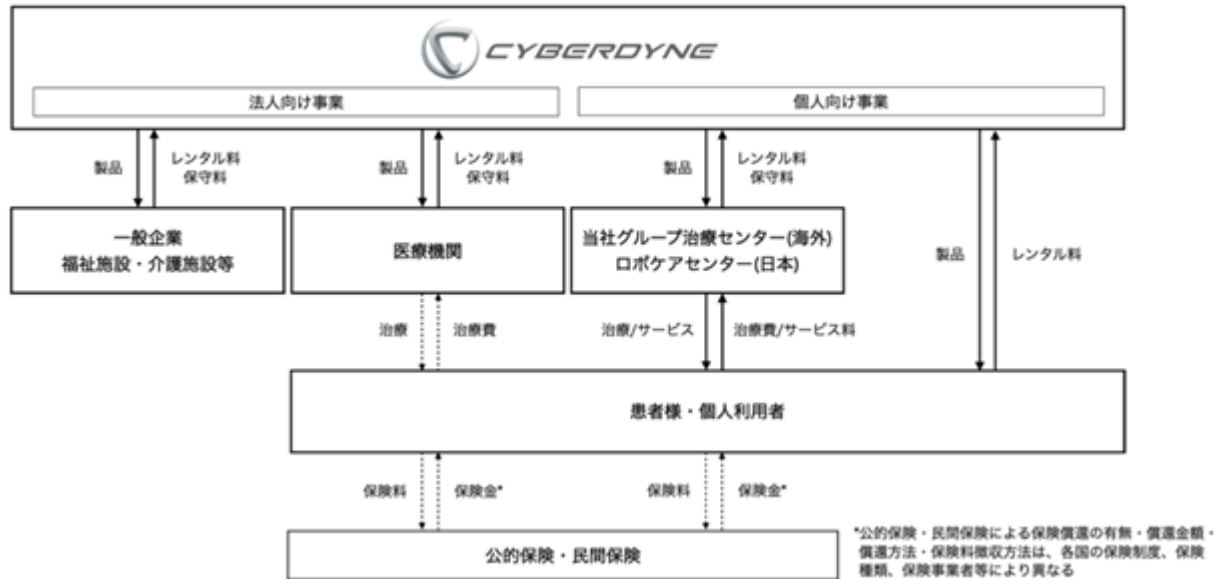 CYBERDYNE
法人向け事業
個人向け事業
製品
レンタル料
保守料
製品
レンタル料
保守料
製品
レンタル料
保守料
製品
レンタル料
一般企業
福祉施設・介護施設等
医療機関
当社グループ治療センター(海外)
ロボケアセンター(日本)
治療
治療費
治療/サービス
治療費/サービス料
患者様・個人利用者
保険料
保険金*
保険料
保険金*
公的保険・民間保険
*公的保険・民間保険による保険償還の有無・償還金額・
償還方法・保険料徴収方法は、各国の保険制度、保険
種類、保険事業者等により異なる